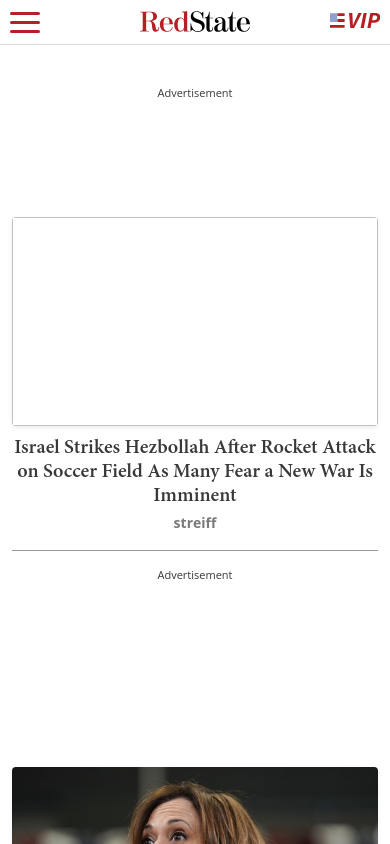 RedState
VIP
Advertisement
Israel Strikes Hezbollah After Rocket Attack
on Soccer Field As Many Fear a New War Is
Imminent
streiff
Advertisement